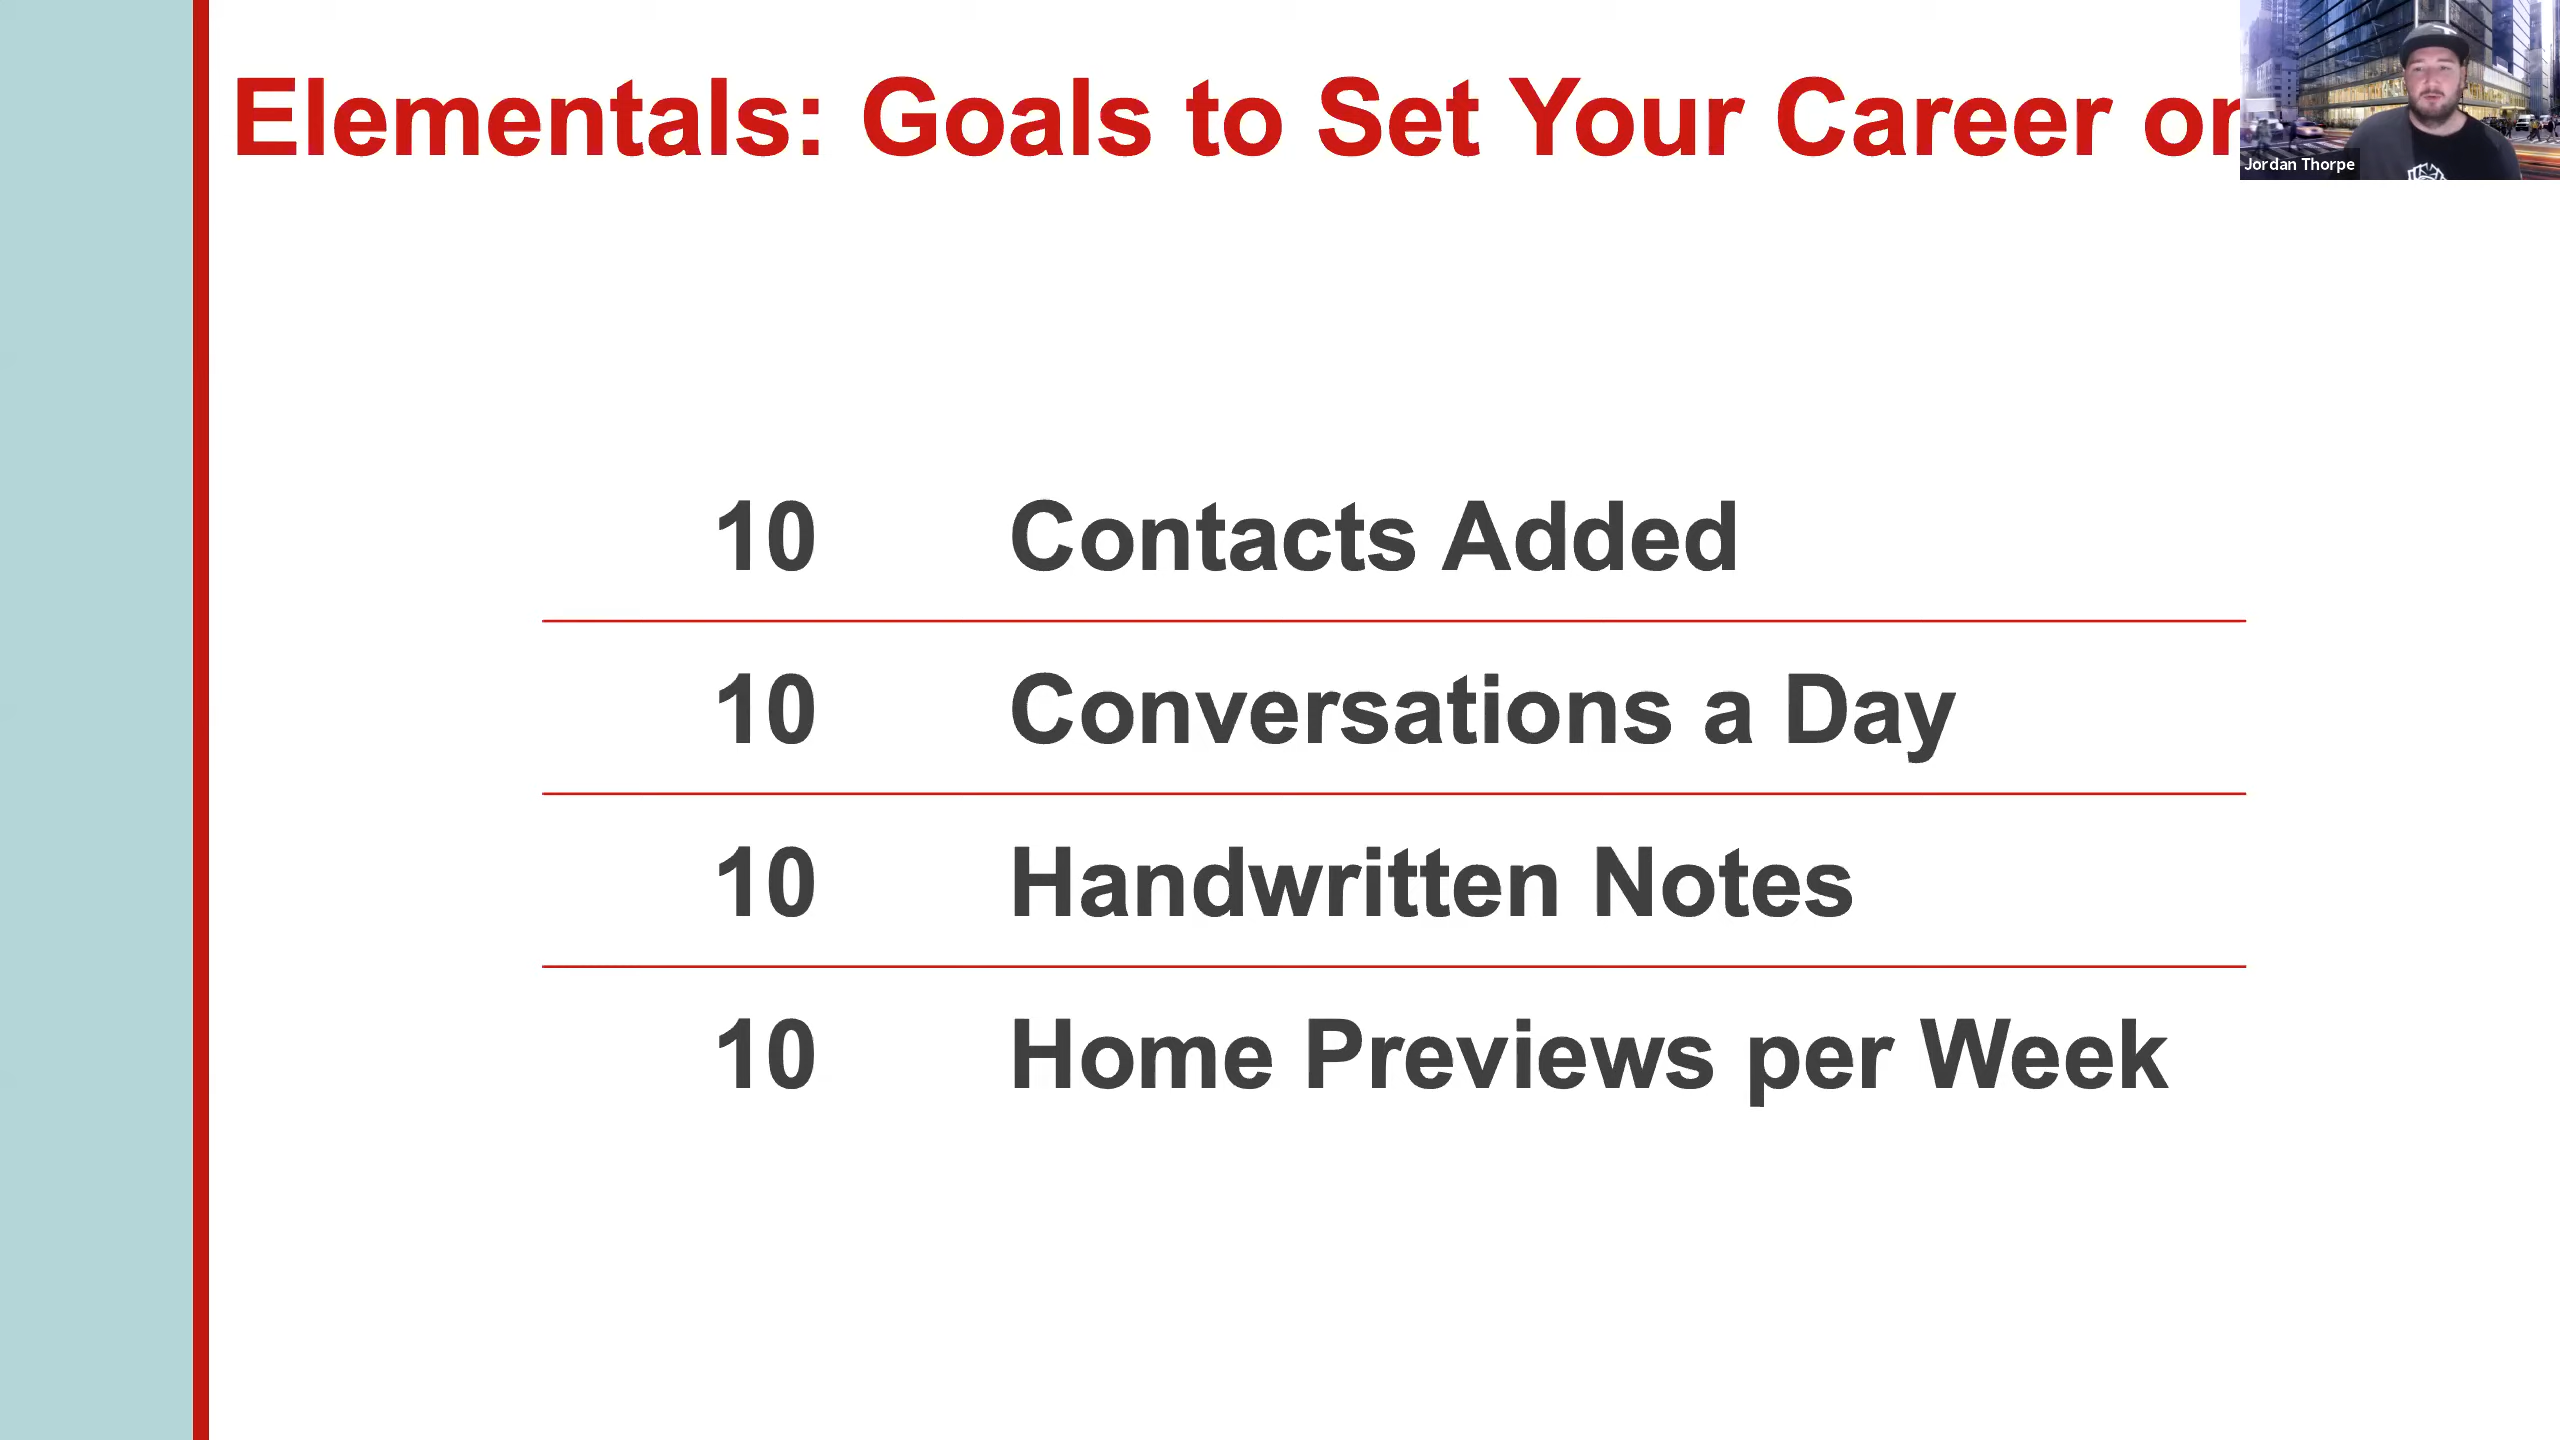 Elementals: Goals to Set Your Career on
Jordan Thorpe
10 Contacts Added
10 Conversations a Day
10 Handwritten Notes
10 Home Previews per Week